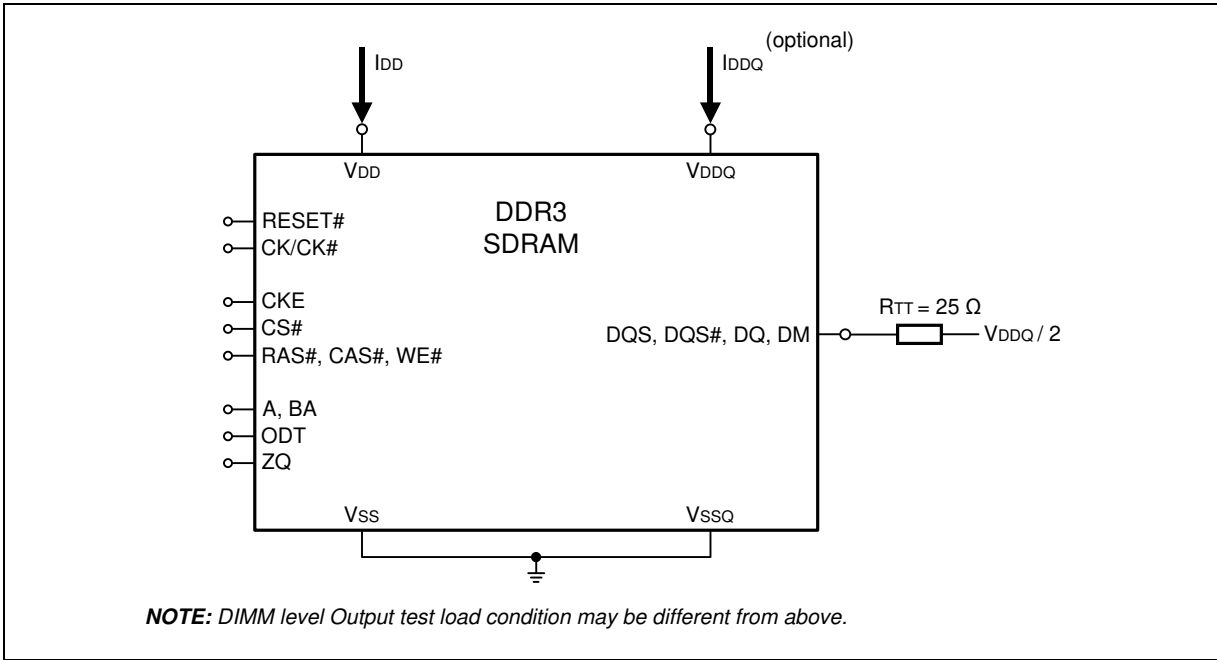 (optional)
IDD
IDDQ
VDD
VDDQ
DDR3
SDRAM
RESET#
CK/CK#
CKE
CS#
RAS#, CAS#, WE#
A, BA
ODT
ZQ
DQS, DQS#, DQ, DM
RTT = 25 Ω
VDDQ / 2
VSS
VSSQ
NOTE: DIMM level Output test load condition may be different from above.